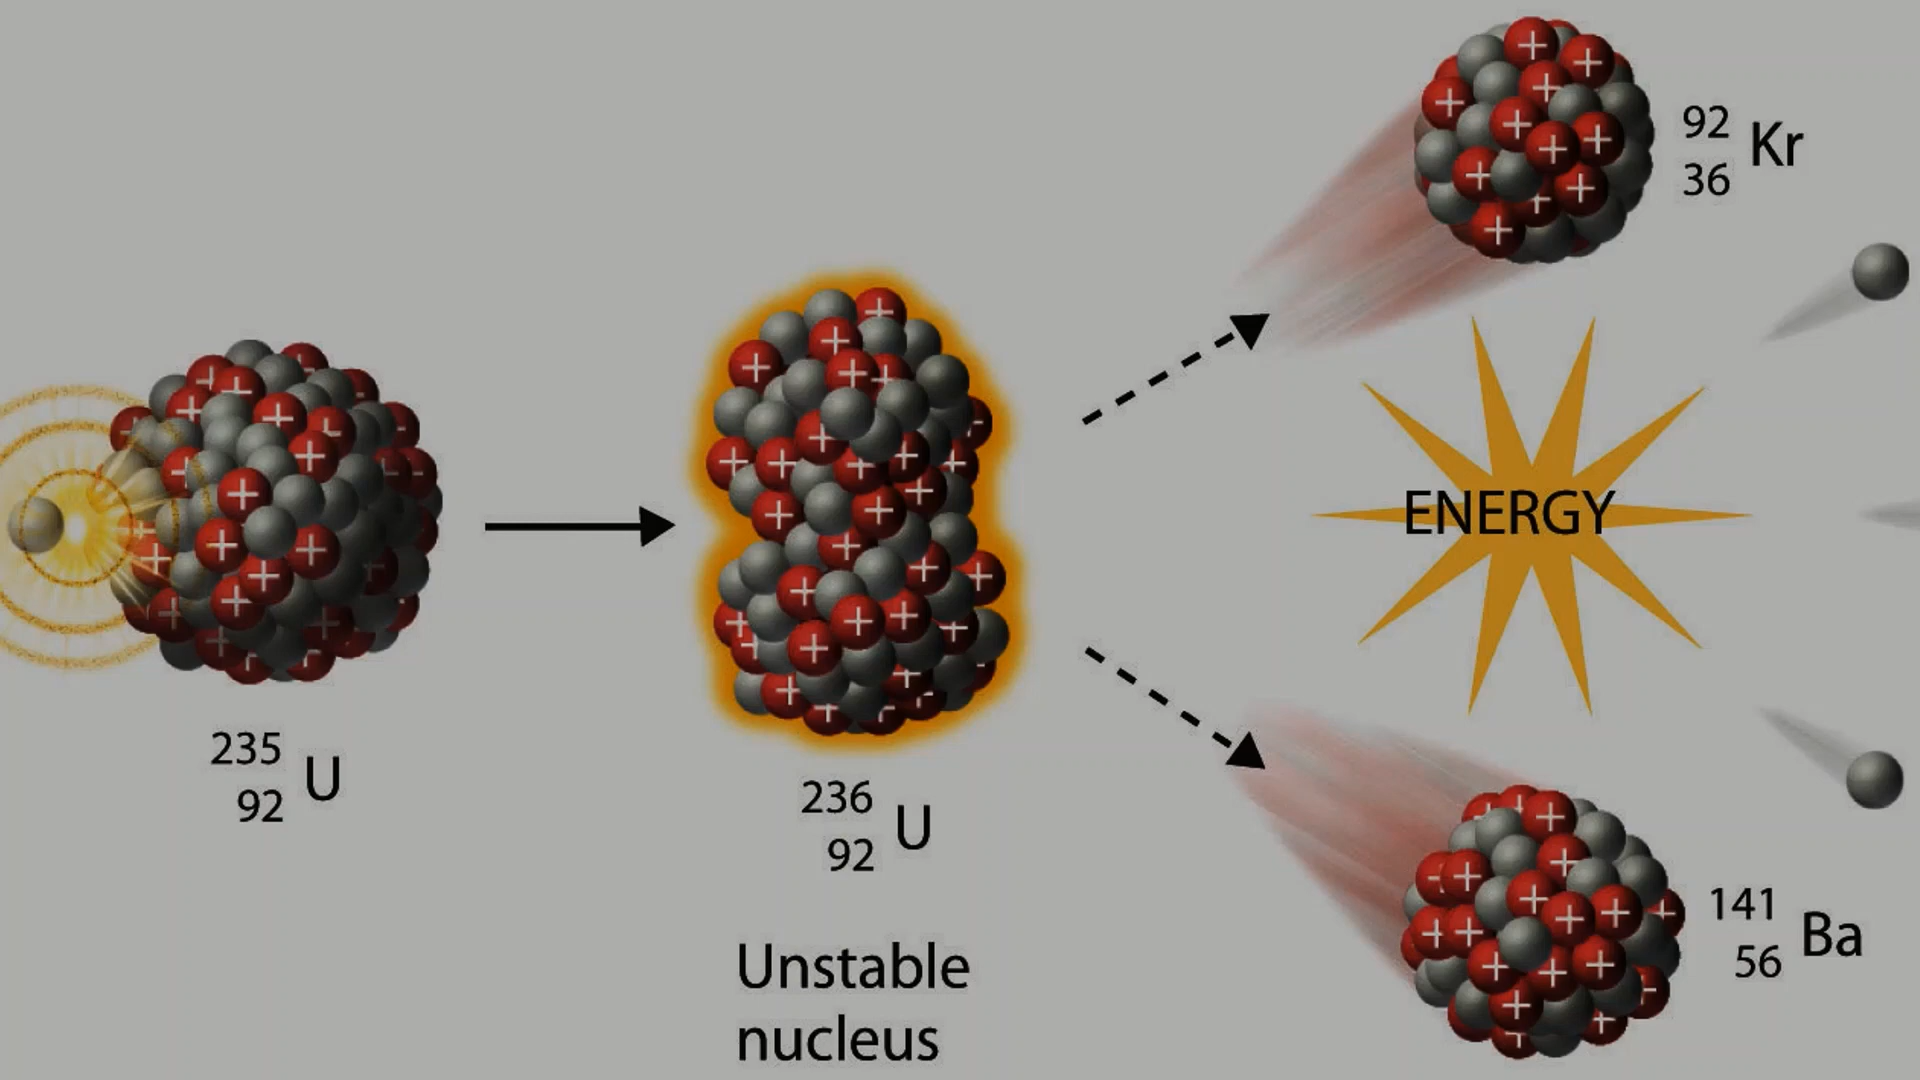 235
92 U
236
92 U
Unstable
nucleus
92
36 Kr
ENERGY
141
56 Ba